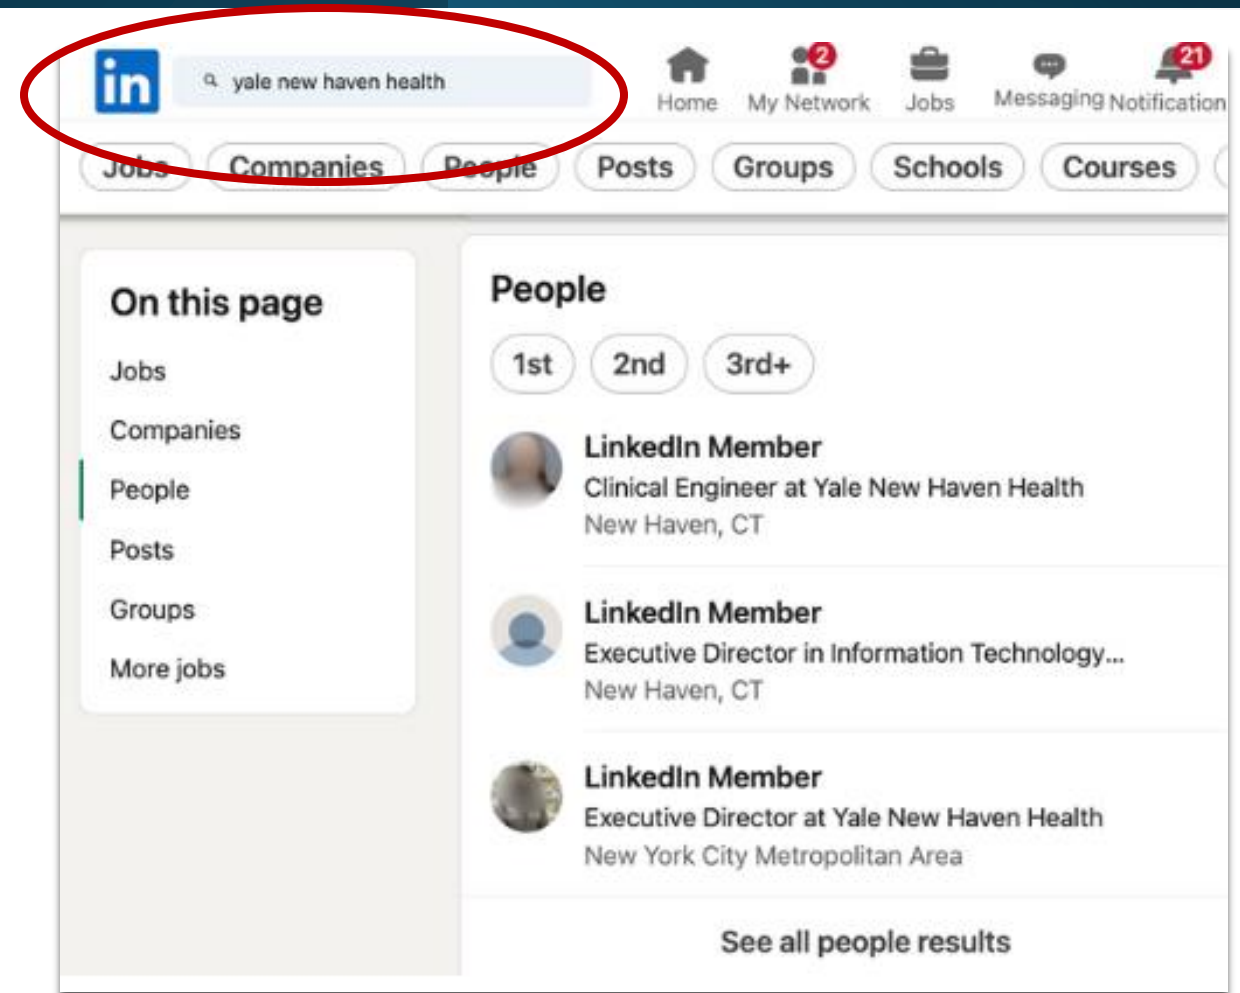 in
yale new haven health
2
21
Home My Network Jobs Messaging Notification
Jobs Companies People Posts Groups Schools Courses
On this page
Jobs
Companies
People
Posts
Groups
More jobs
People
1st 2nd 3rd+
LinkedIn Member
Clinical Engineer at Yale New Haven Health
New Haven, CT
LinkedIn Member
Executive Director in Information Technology...
New Haven, CT
LinkedIn Member
Executive Director at Yale New Haven Health
New York City Metropolitan Area
See all people results